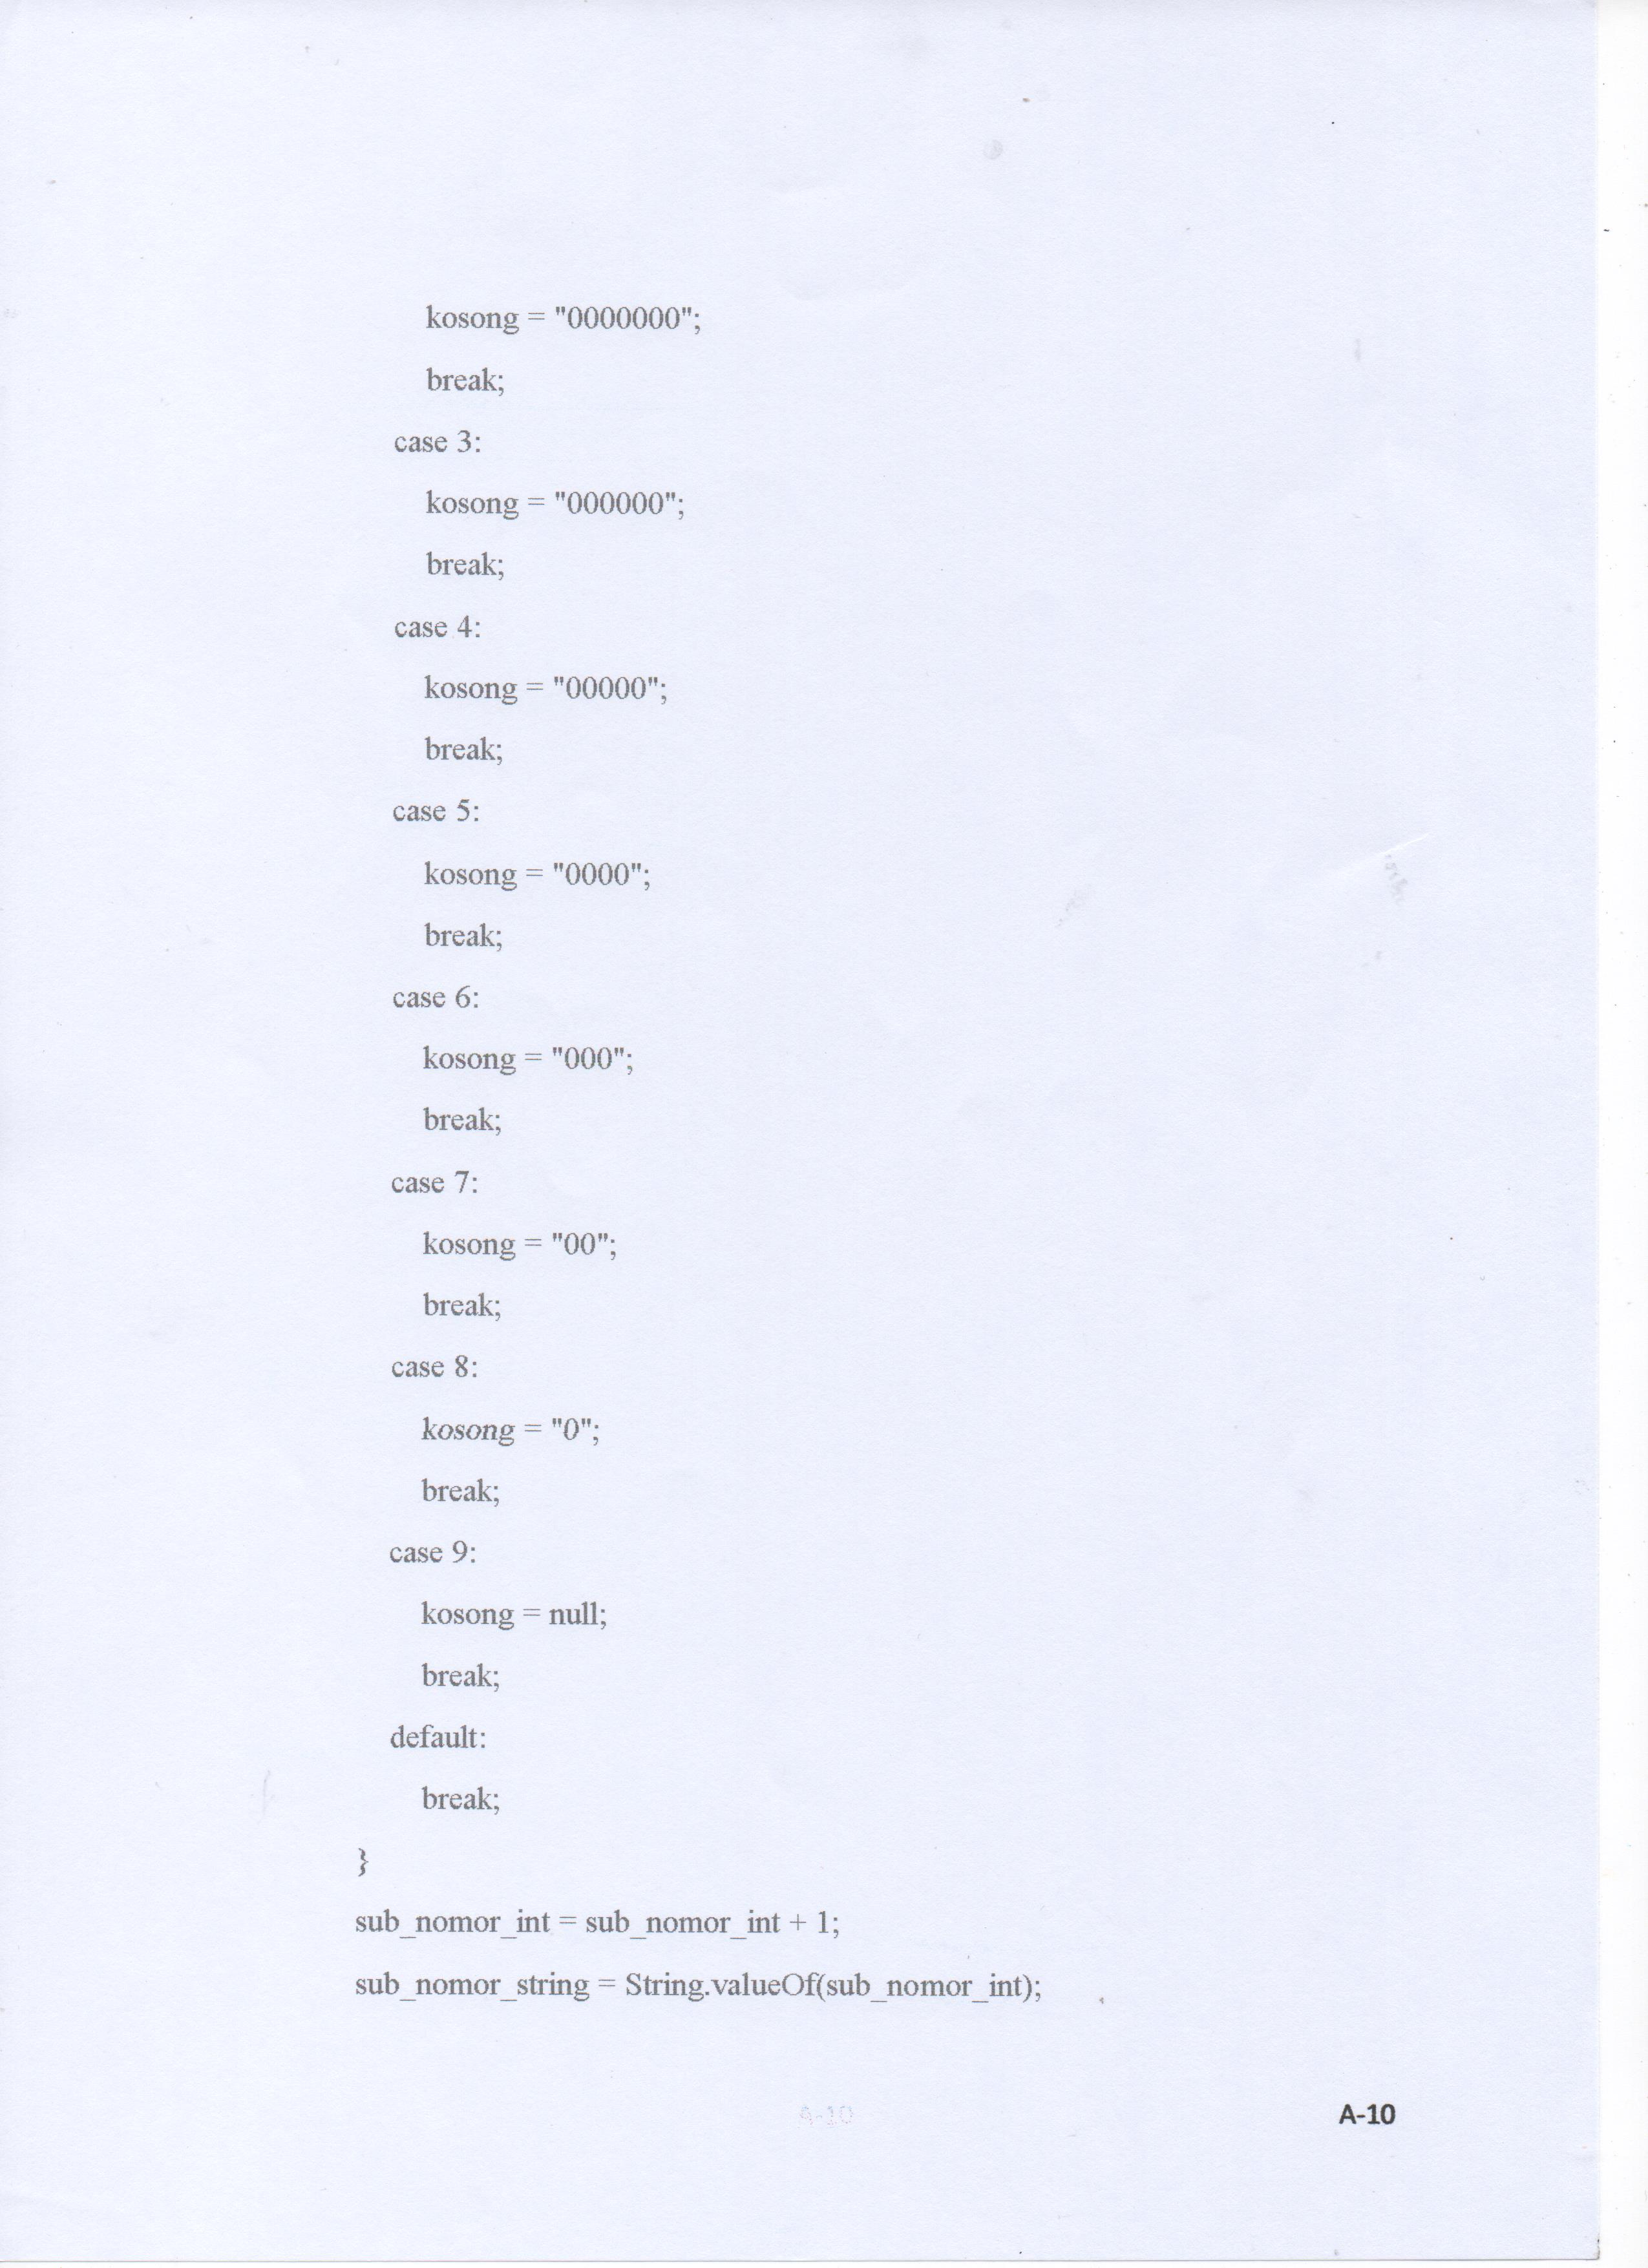 kosong = "0000000";
break;
case 3:
kosong = "000000";
break;
case 4:
kosong = "00000";
break;
case 5:
kosong = "0000";
break;
case 6:
kosong = "000";
break;
case 7:
kosong = "00";
break;
case 8:
kosong = "0";
break;
case 9:
kosong = null;
break;
default:
break;
}
sub_nomor_int = sub_nomor_int + 1;
sub_nomor_string = String.valueOf(sub_nomor_int);
A-10
A-10